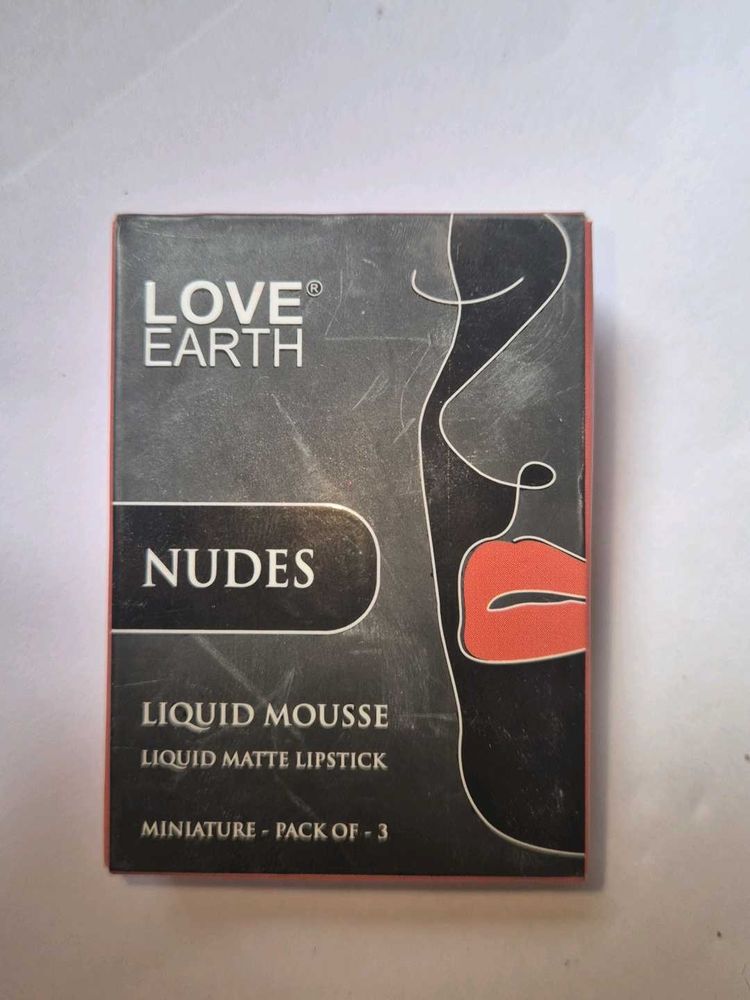 LOVE®
EARTH
NUDES
LIQUID MOUSSE
LIQUID MATTE LIPSTICK
MINIATURE - PACK OF - 3